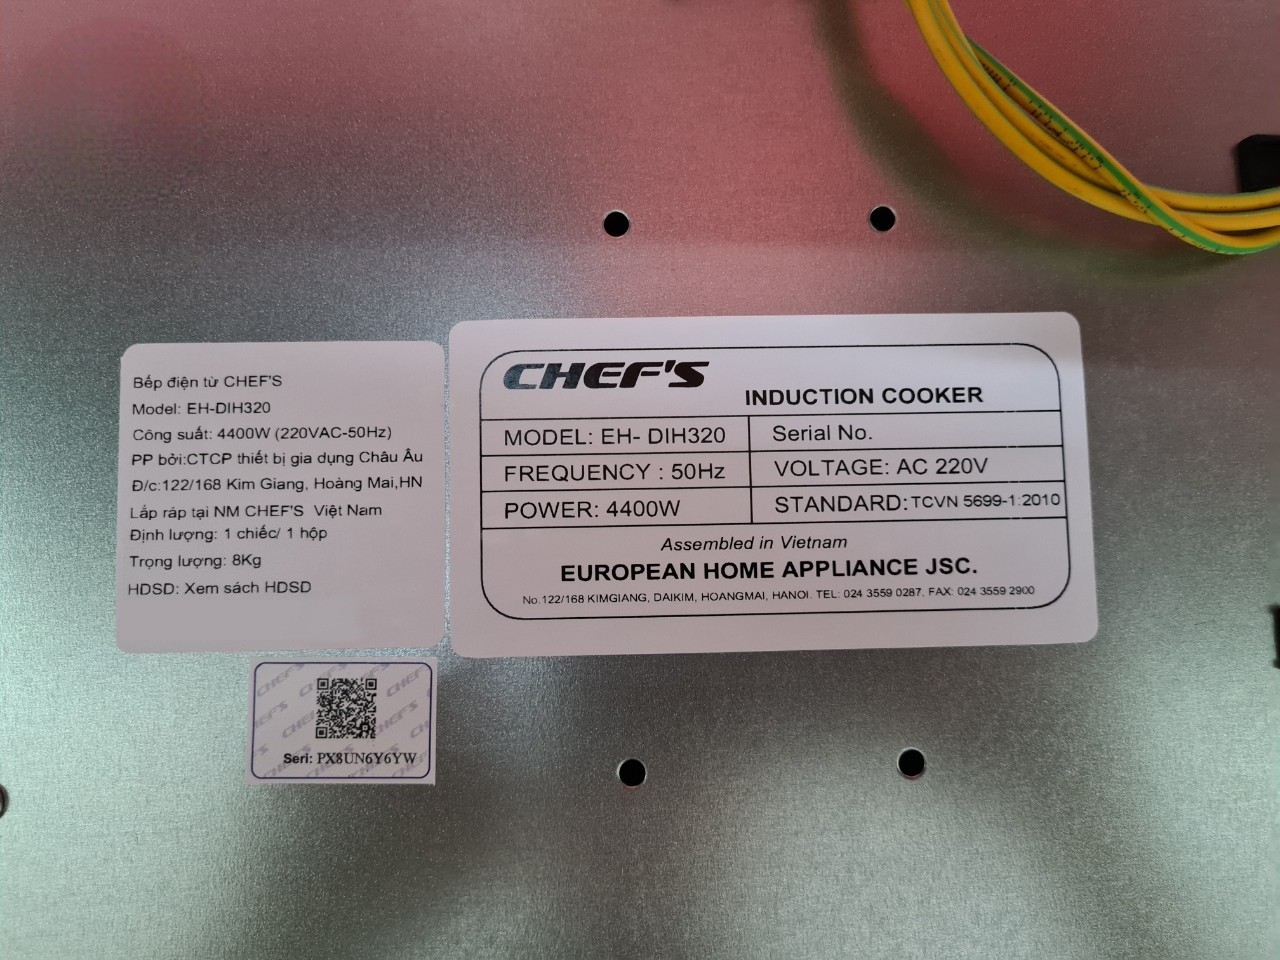 Bếp điện từ CHEF'S
Model: EH-DIH320
Công suất: 4400W (220VAC-50Hz)
PP bởi:CTCP thiết bị gia dụng Châu Âu
Đ/c:122/168 Kim Giang, Hoàng Mai,HN
Lắp ráp tại NM CHEF'S Việt Nam
Định lượng: 1 chiếc/ 1 hộp
Trọng lượng: 8Kg
HDSD: Xem sách HDSD
CHEF'S
INDUCTION COOKER
MODEL: EH- DIH320
Serial No.
FREQUENCY : 50Hz
VOLTAGE: AC 220V
POWER: 4400W
STANDARD: TCVN 5699-1:2010
Assembled in Vietnam
EUROPEAN HOME APPLIANCE JSC.
No.122/168 KIMGIANG, DAIKIM, HOANGMAI, HANOI. TEL: 024 3559 0287. FAX: 024 3559 2900
Seri: PX8UN6Y6YW